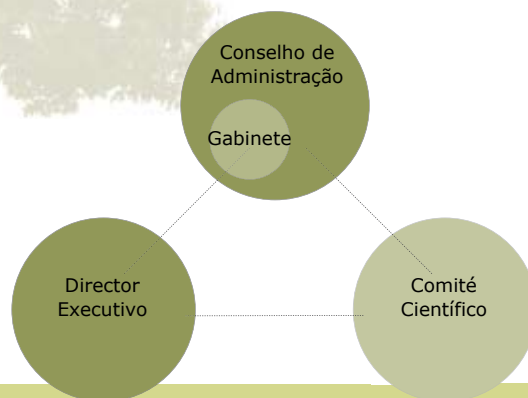 Conselho de
Administração
Gabinete
Director
Executivo
Comité
Científico